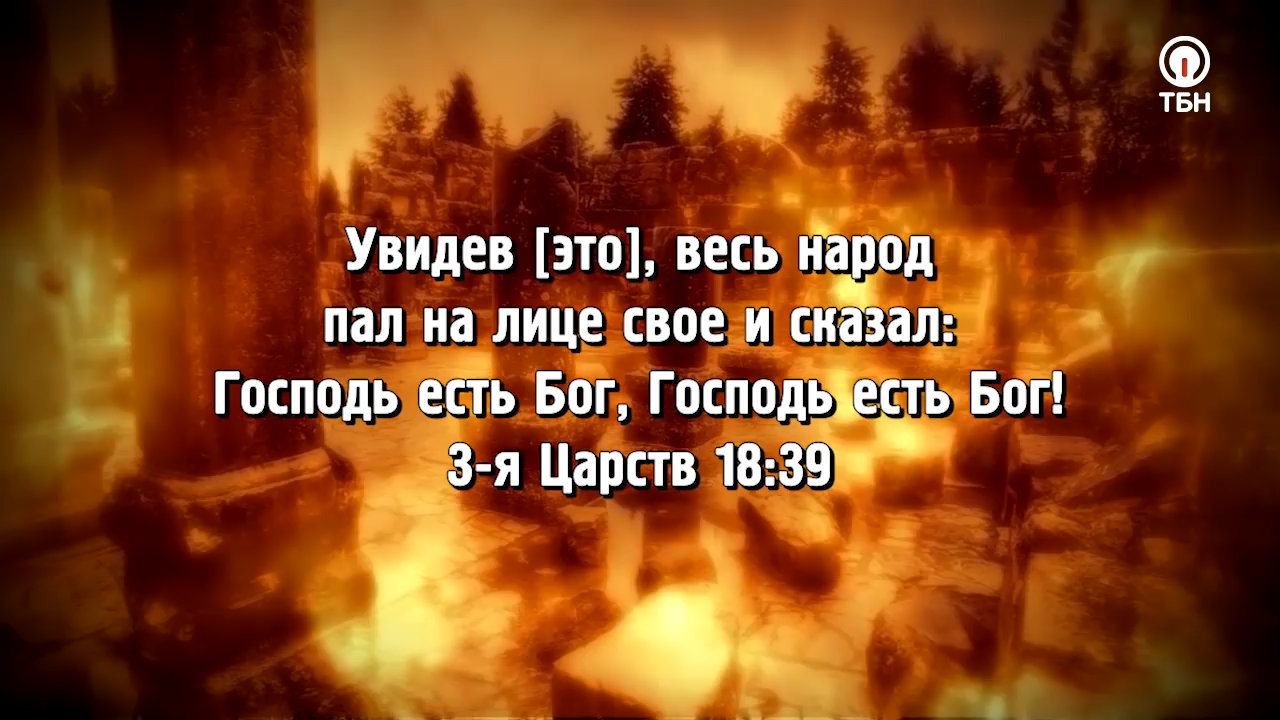 ТБН
Увидев [это], весь народ
пал на лице свое и сказал:
Господь есть Бог, Господь есть Бог!
3-я Царств 18:39